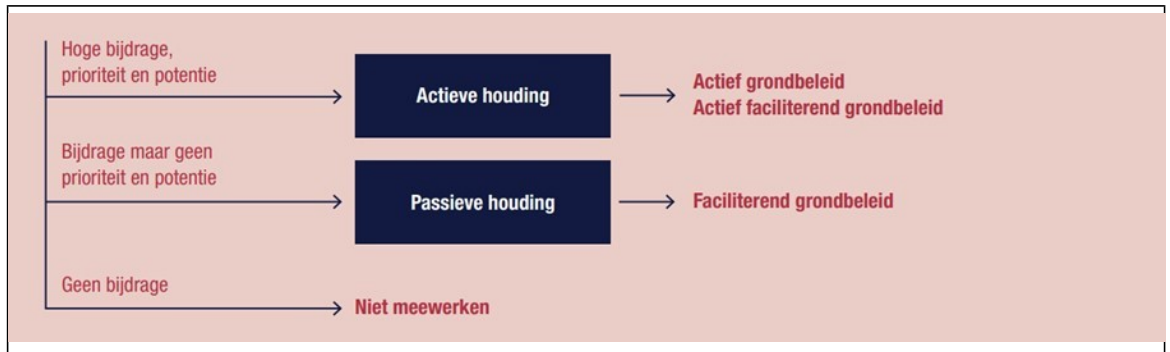 Hoge bijdrage,
prioriteit en potentie
Actieve houding
Actief grondbeleid
Actief faciliterend grondbeleid
Bijdrage maar geen
prioriteit en potentie
Passieve houding
Faciliterend grondbeleid
Geen bijdrage
Niet meewerken